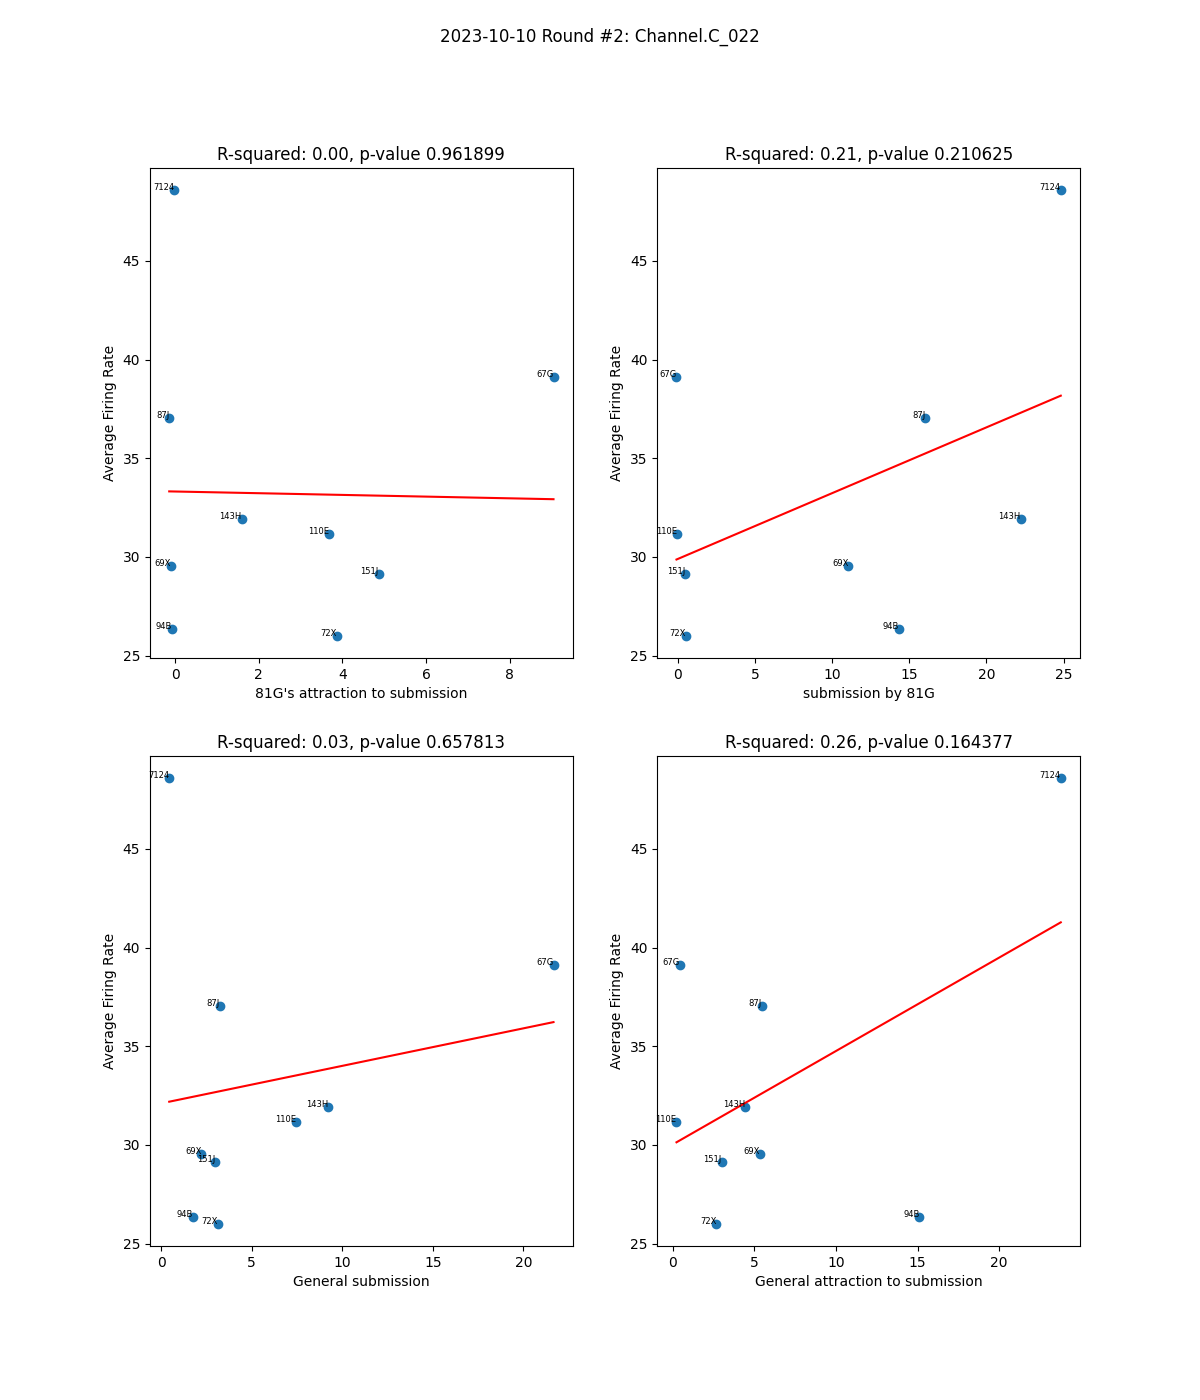 2023-10-10 Round #2: Channel.C_022
R-squared: 0.00, p-value 0.961899
7124
67G
87J
143H
110E
69X
151J
94B
72X
45
40
35
30
25
Average Firing Rate
0 2 4 6 8
81G's attraction to submission
R-squared: 0.21, p-value 0.210625
7124
67G
87J
143H
110E
151J
69X
94B
72X
45
40
35
30
25
Average Firing Rate
0 5 10 15 20 25
submission by 81G
R-squared: 0.03, p-value 0.657813
7124
67G
87J
143H
110E
69X
151J
94B
72X
45
40
35
30
25
Average Firing Rate
0 5 10 15 20
General submission
R-squared: 0.26, p-value 0.164377
7124
67G
87J
143H
110E
69X
151J
94B
72X
45
40
35
30
25
Average Firing Rate
0 5 10 15 20
General attraction to submission